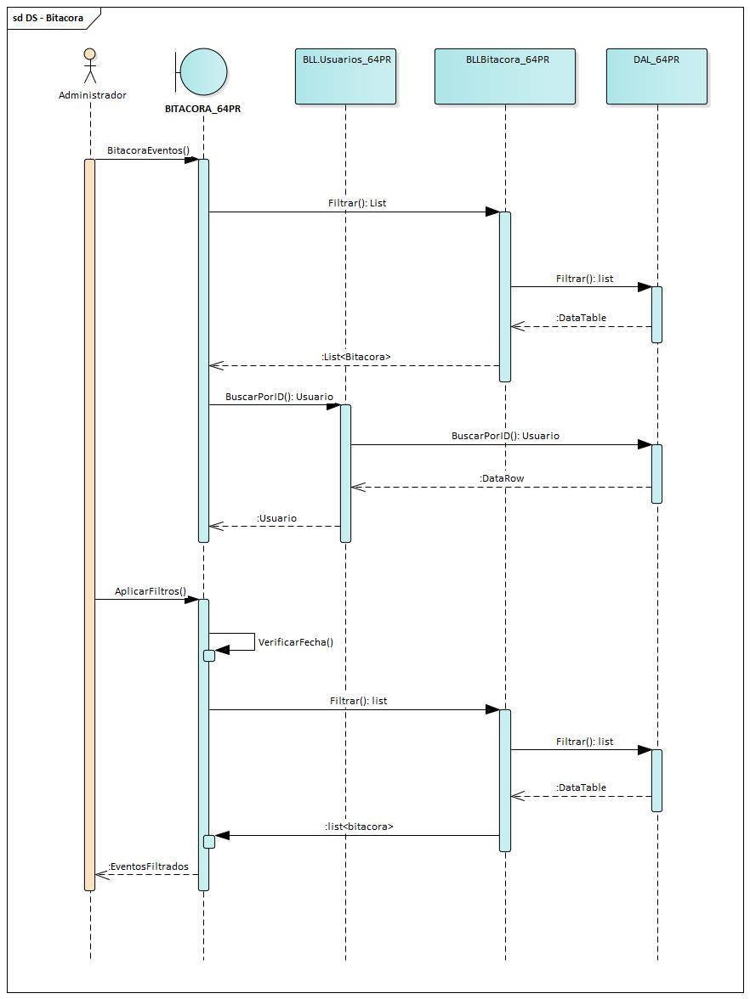 sd DS - Bitacora
Administrador
BITACORA_64PR
BLL.Usuarios_64PR
BLLBitacora_64PR
DAL_64PR
BitacoraEventos()
Filtrar(): List
Filtrar(): list
:DataTable
:List<Bitacora>
BuscarPorID(): Usuario
BuscarPorID(): Usuario
:DataRow
:Usuario
AplicarFiltros()
VerificarFecha()
Filtrar(): list
Filtrar(): list
:DataTable
:list<bitacora>
:EventosFiltrados